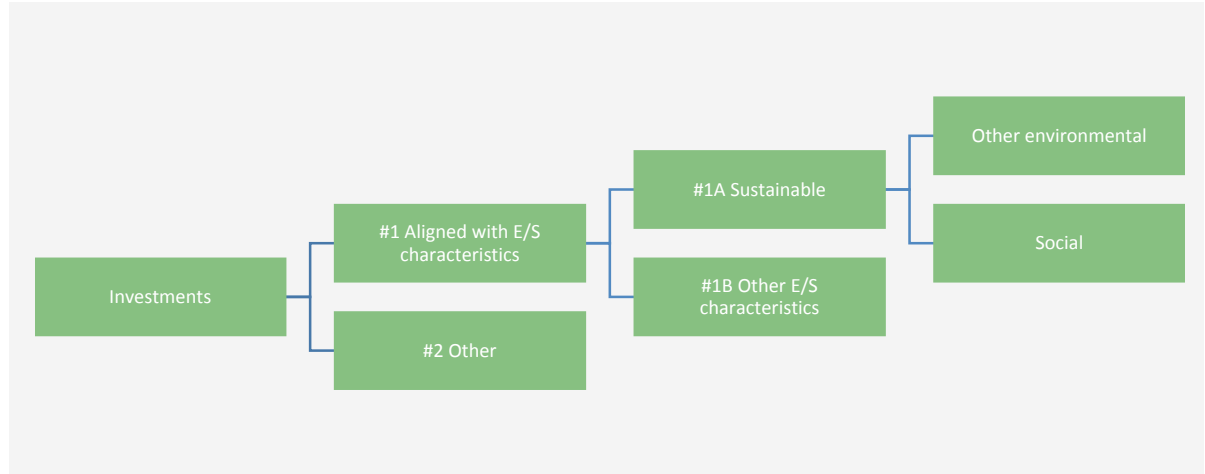 Investments
#1 Aligned with E/S
characteristics
#2 Other
#1A Sustainable
#1B Other E/S
characteristics
Other environmental
Social